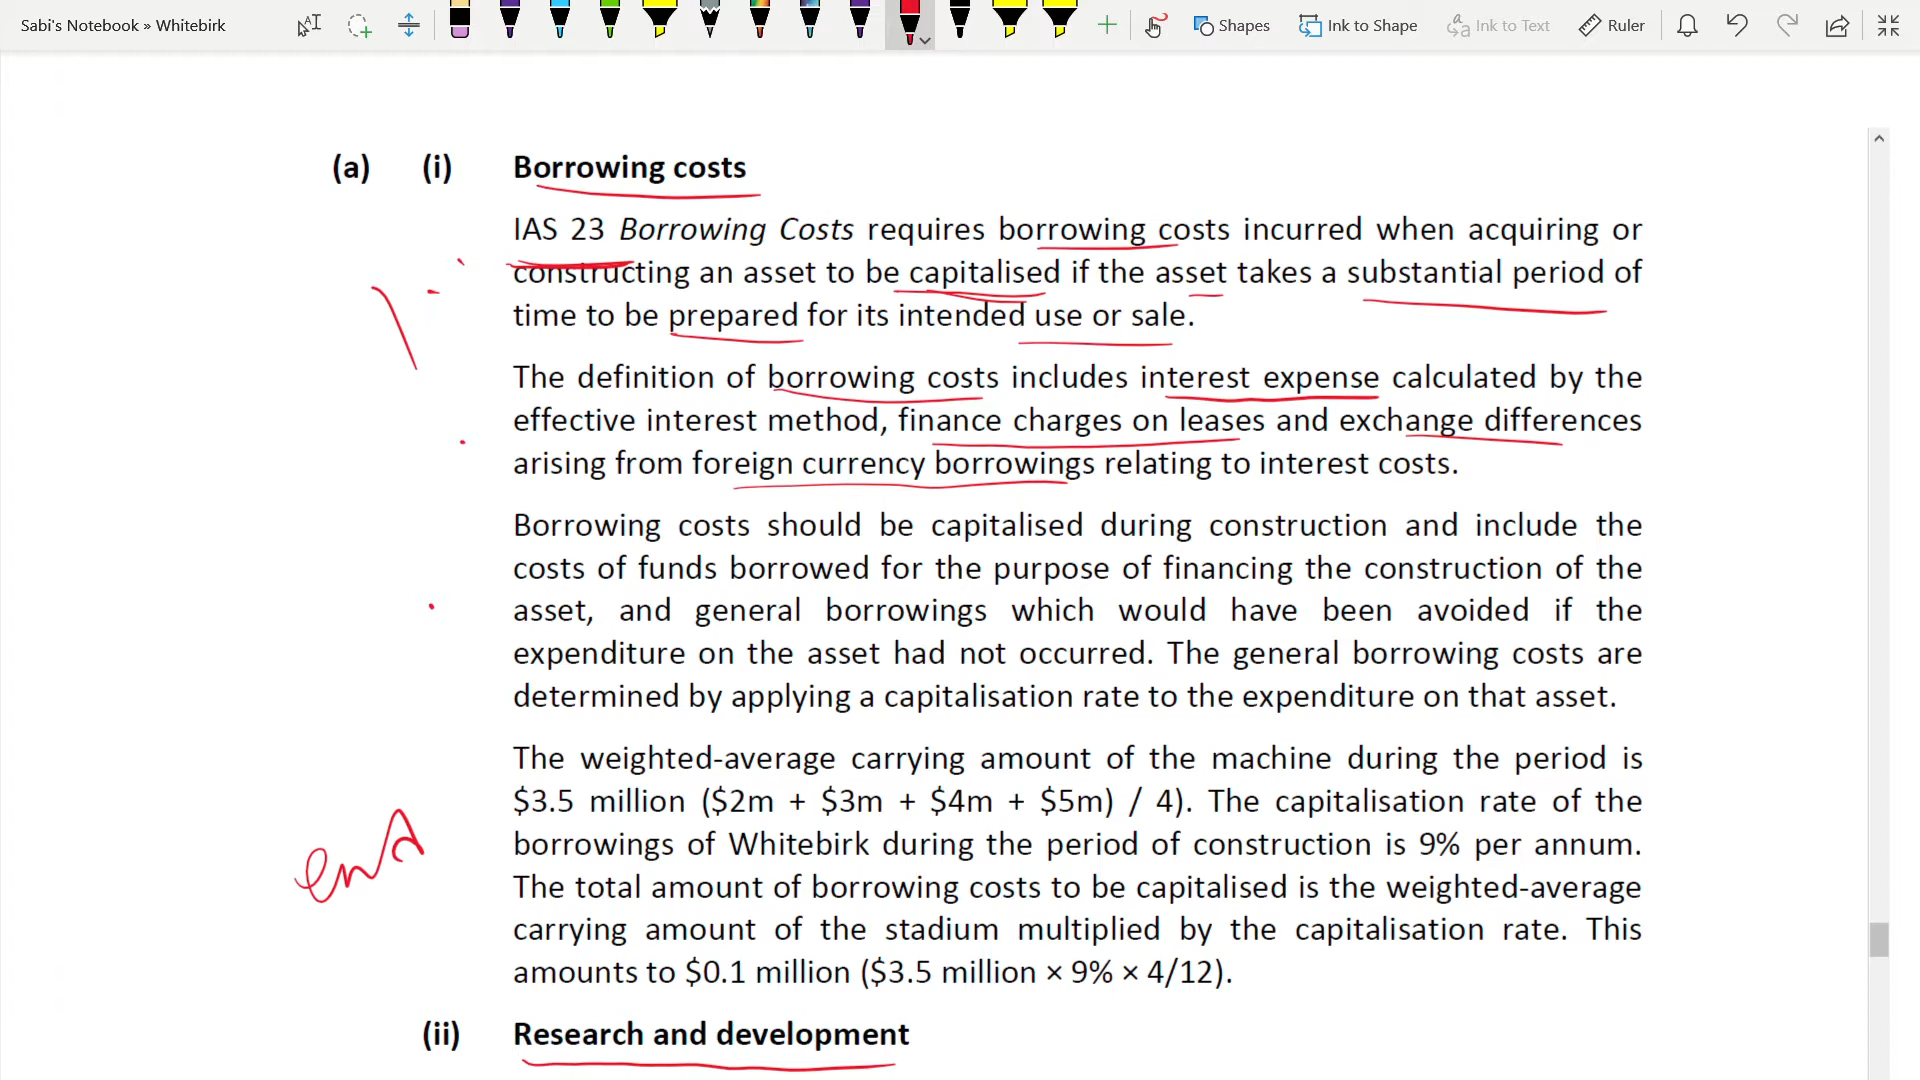 Sabi's Notebook » Whitebirk
Shapes
Ink to Shape
Ink to Text
Ruler
(a) (i) Borrowing costs
IAS 23 Borrowing Costs requires borrowing costs incurred when acquiring or
constructing an asset to be capitalised if the asset takes a substantial period of
time to be prepared for its intended use or sale.
The definition of borrowing costs includes interest expense calculated by the
effective interest method, finance charges on leases and exchange differences
arising from foreign currency borrowings relating to interest costs.
Borrowing costs should be capitalised during construction and include the
costs of funds borrowed for the purpose of financing the construction of the
asset, and general borrowings which would have been avoided if the
expenditure on the asset had not occurred. The general borrowing costs are
determined by applying a capitalisation rate to the expenditure on that asset.
The weighted-average carrying amount of the machine during the period is
$3.5 million ($2m + $3m + $4m + $5m) / 4). The capitalisation rate of the
borrowings of Whitebirk during the period of construction is 9% per annum.
The total amount of borrowing costs to be capitalised is the weighted-average
carrying amount of the stadium multiplied by the capitalisation rate. This
amounts to $0.1 million ($3.5 million × 9% × 4/12).
(ii) Research and development